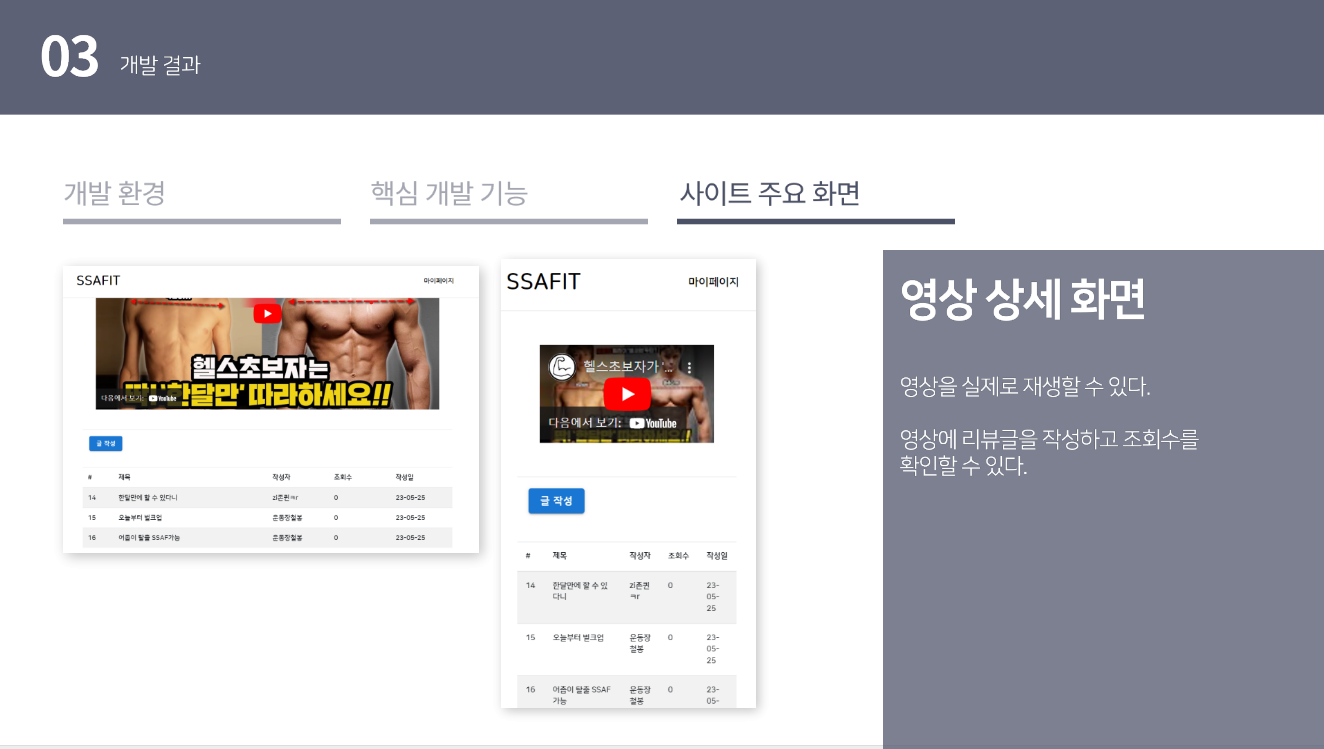 03 개발 결과
개발 환경
핵심 개발 기능
사이트 주요 화면
SSAFIT 마이페이지
헬스초보자는
한달만' 따라하세요!!
다음에서 보기: YouTube
글 작성
# 제목 작성자 조회수 작성일
14 한달만에 할 수 있다니 zl존퀸ㅋr 0 23-05-25
15 오늘부터 벌크업 운동장철봉 0 23-05-25
16 어좁이 탈출 SSAF가능 운동장철봉 0 23-05-25
SSAFIT 마이페이지
헬스초보자가 '...
다음에서 보기: YouTube
글 작성
# 제목 작성자 조회수 작성일
14 한달만에 할 수 있 zl존퀸 0 23-
다니 ㅋr 05-
25
15 오늘부터 벌크업 운동장 0 23-
철봉 05-
25
16 어좁이 탈출 SSAF 운동장 0 23-
가능 철봉 05-
영상 상세 화면
영상을 실제로 재생할 수 있다.
영상에 리뷰글을 작성하고 조회수를
확인할 수 있다.